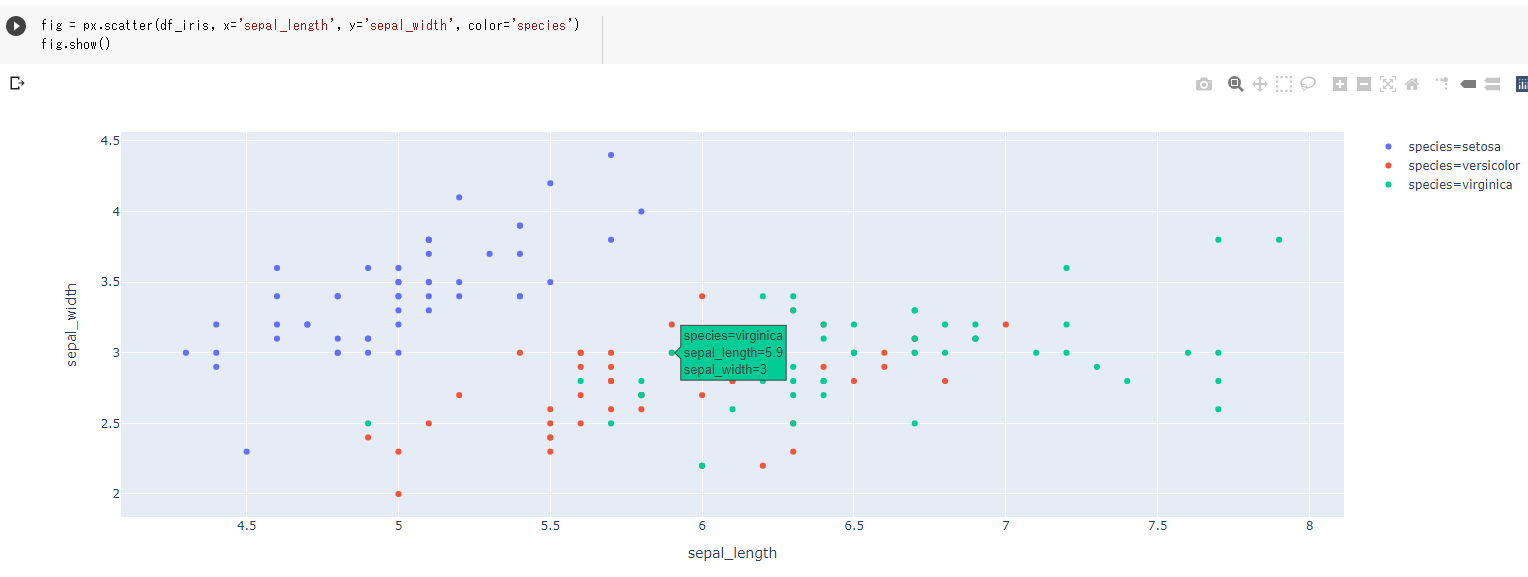 fig = px.scatter(df_iris, x='sepal_length', y='sepal_width', color='species')
fig.show()
4.5
4
3.5
3
2.5
2
sepal_width
species=setosa
species=versicolor
species=virginica
species=virginica
sepal_length=5.9
sepal_width=3
4.5
5
5.5
6
6.5
7
7.5
8
sepal_length